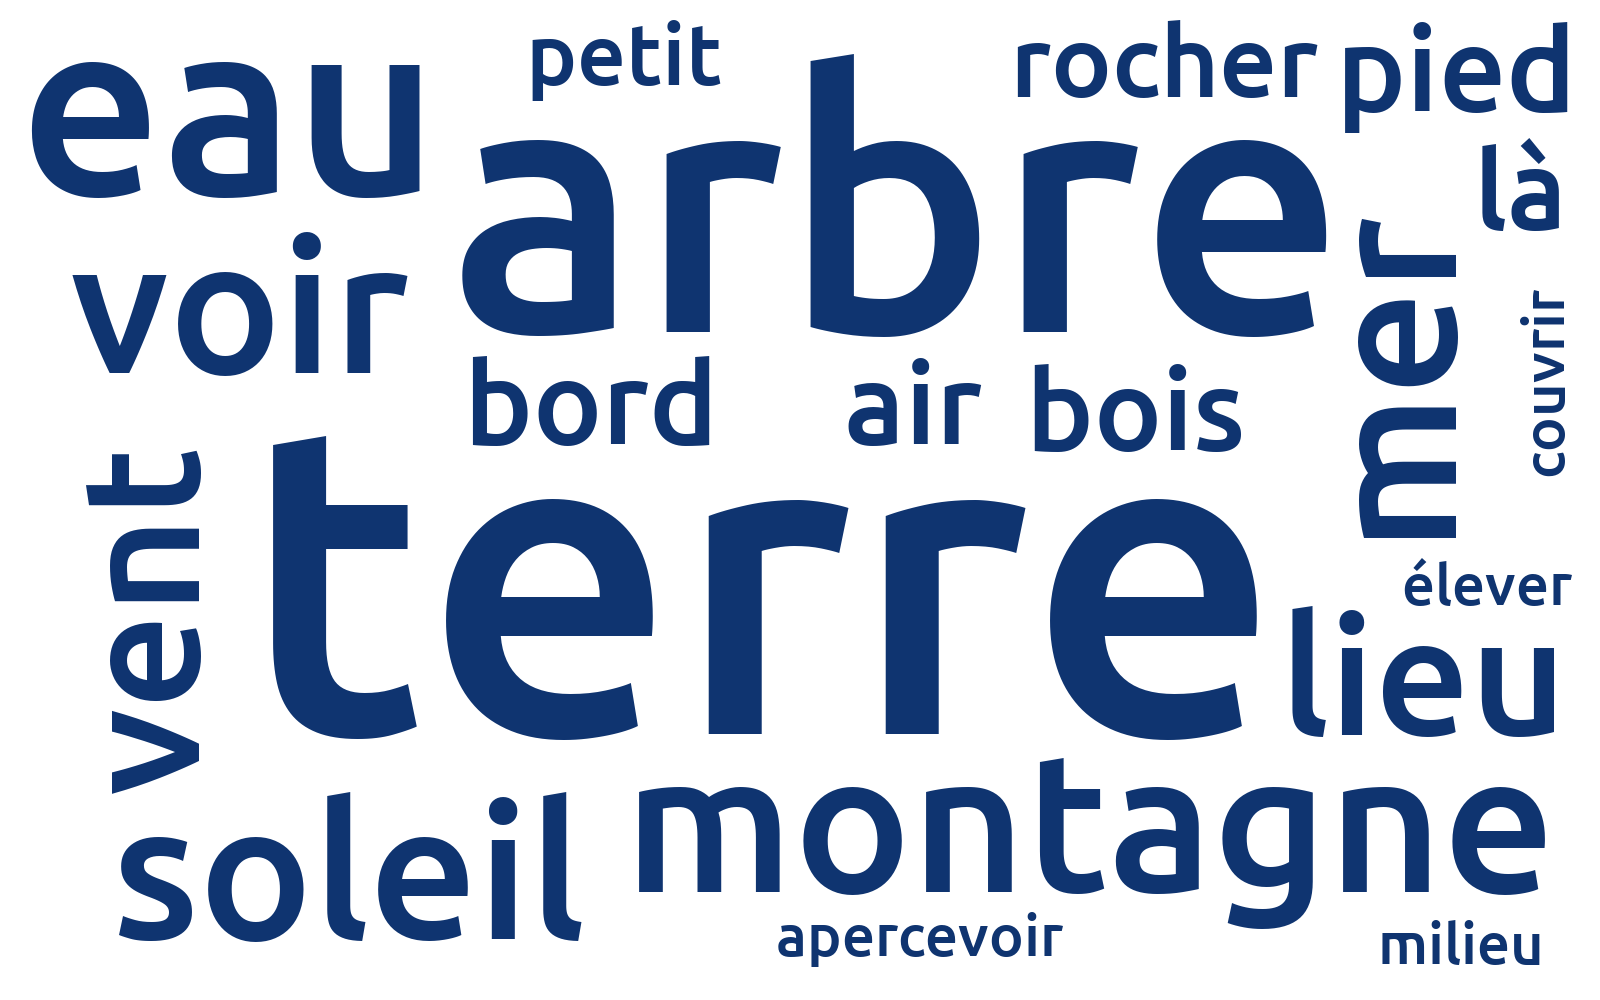 petit
rocher
pied
eau
arbre
là
voir
mer
couvrir
bord
air
bois
vent
terre
élever
lieu
soleil
montagne
apercevoir
milieu